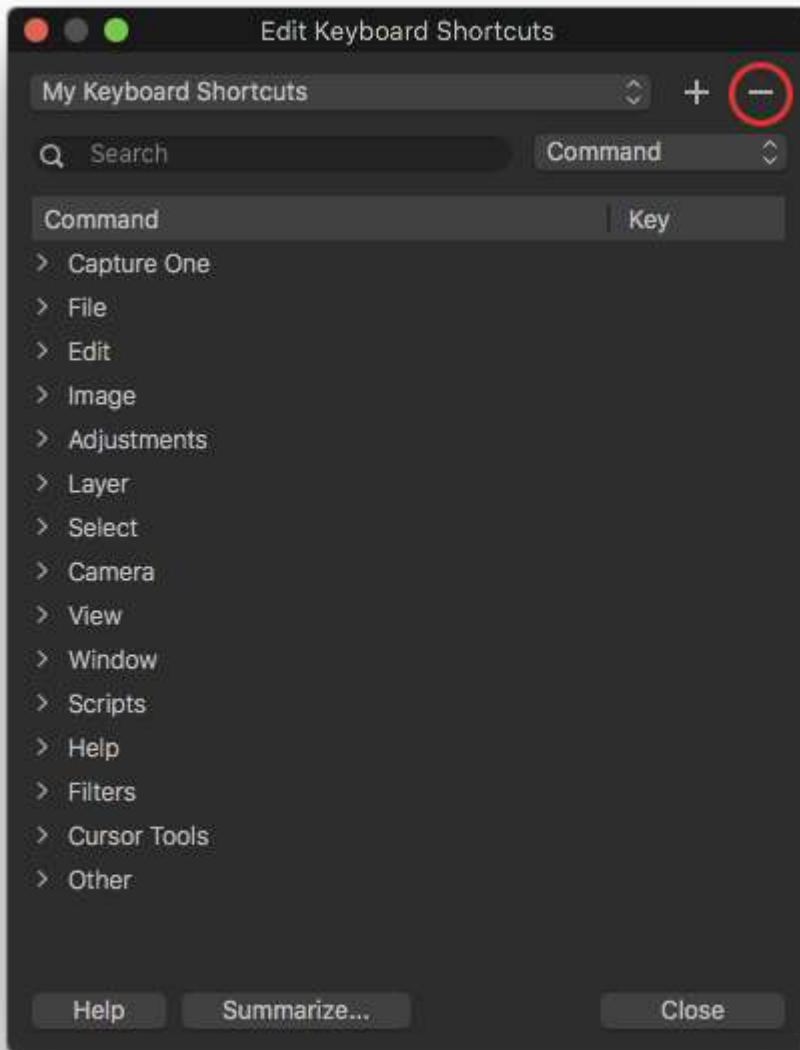 Edit Keyboard Shortcuts
My Keyboard Shortcuts
Search
Command
Command Key
Capture One
File
Edit
Image
Adjustments
Layer
Select
Camera
View
Window
Scripts
Help
Filters
Cursor Tools
Other
Help Summarize... Close